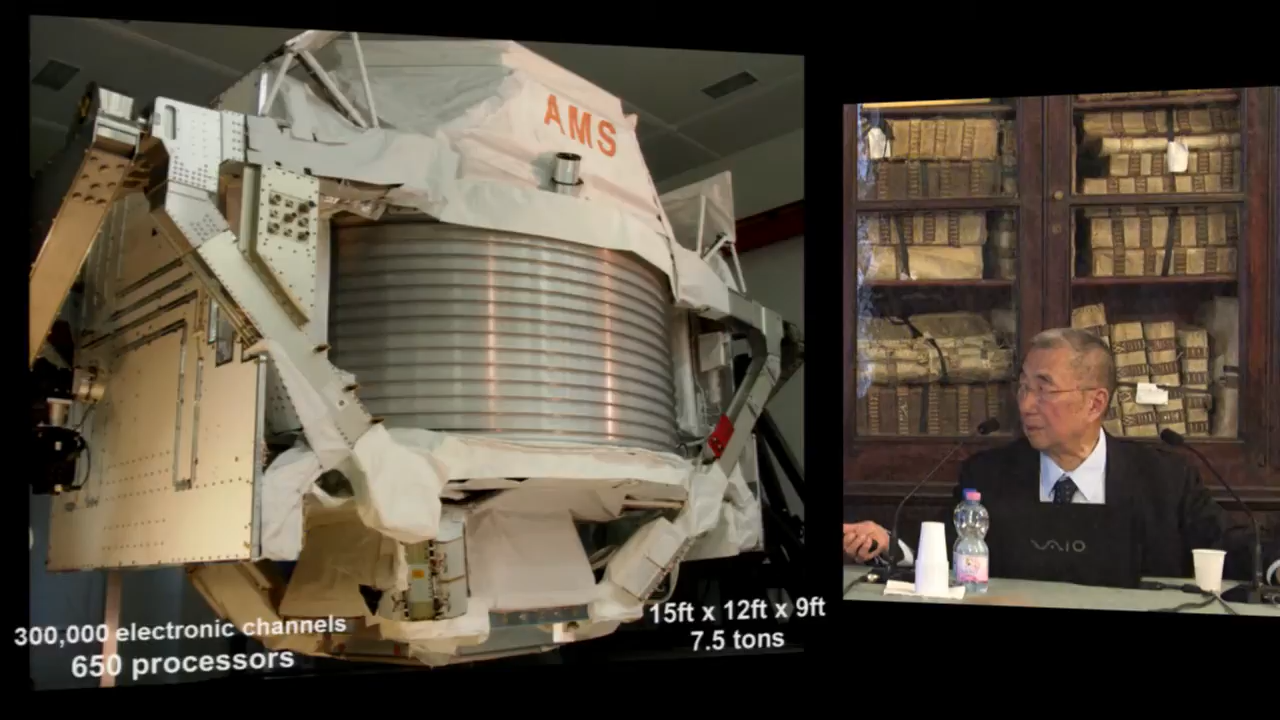 AMS
300,000 electronic channels
650 processors
15ft x 12ft x 9ft
7.5 tons
VAIO